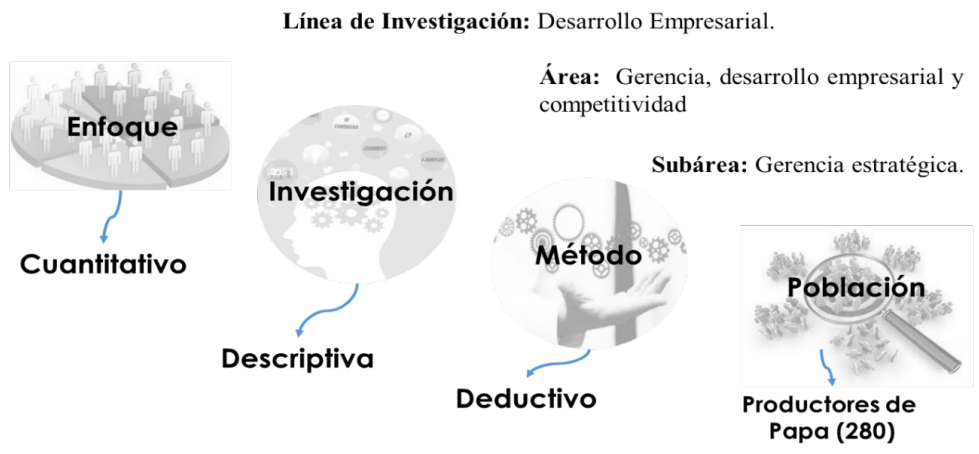 Línea de Investigación: Desarrollo Empresarial.
Área: Gerencia, desarrollo empresarial y
competitividad
Subárea: Gerencia estratégica.
Enfoque
Cuantitativo
Investigación
Descriptiva
Método
Deductivo
Población
Productores de
Papa (280)